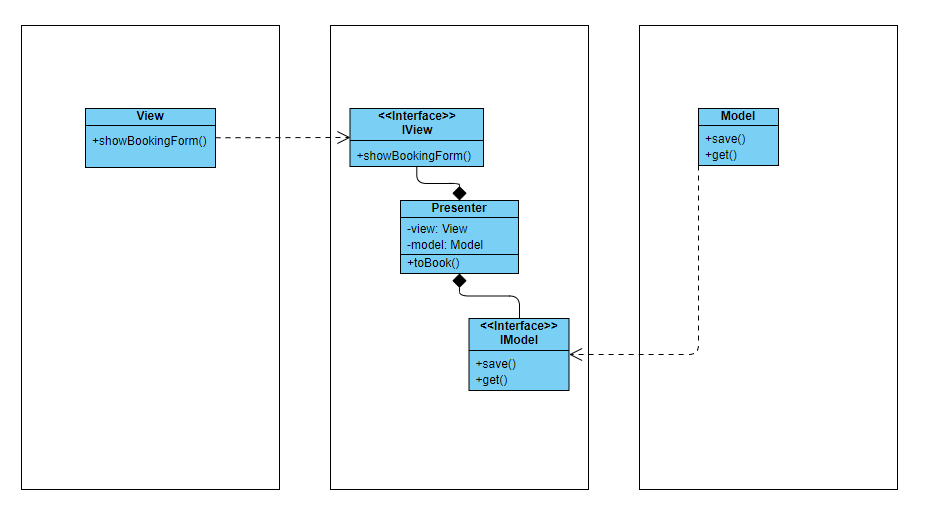 View
+showBookingForm()
<<Interface>>
IView
+showBookingForm()
Presenter
-view: View
-model: Model
+toBook()
<<Interface>>
IModel
+save()
+get()
Model
+save()
+get()